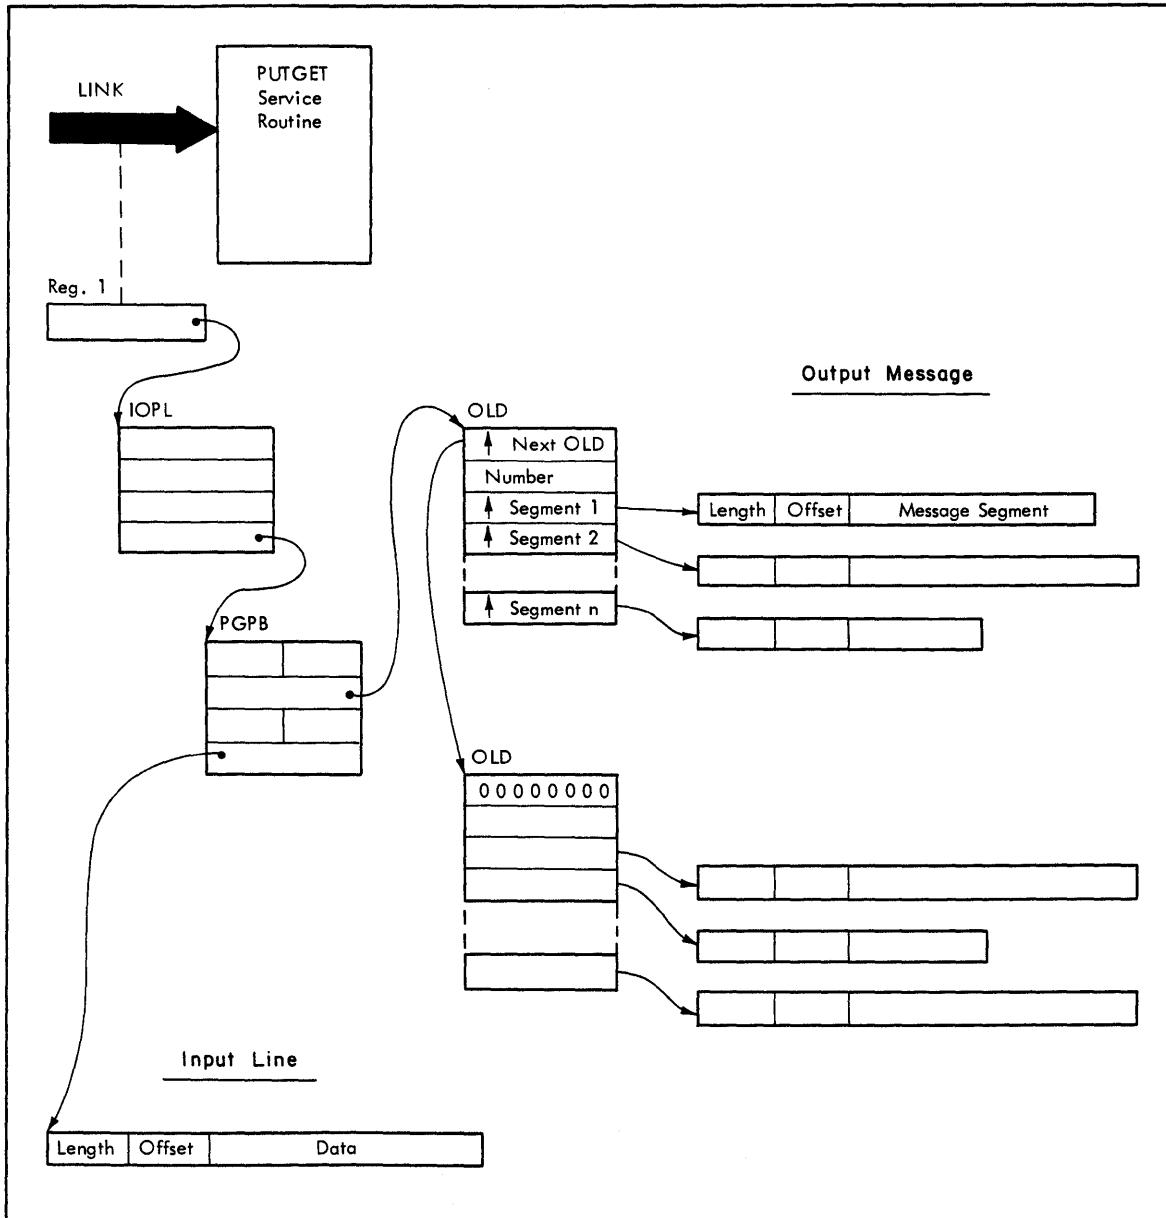 LINK
PUTGET
Service
Routine
Reg. 1
Output Message
IOPL
OLD
Next OLD
Number
Segment 1
Segment 2
Segment n
Length Offset Message Segment
PGPB
OLD
00000000
Input Line
Length Offset Data